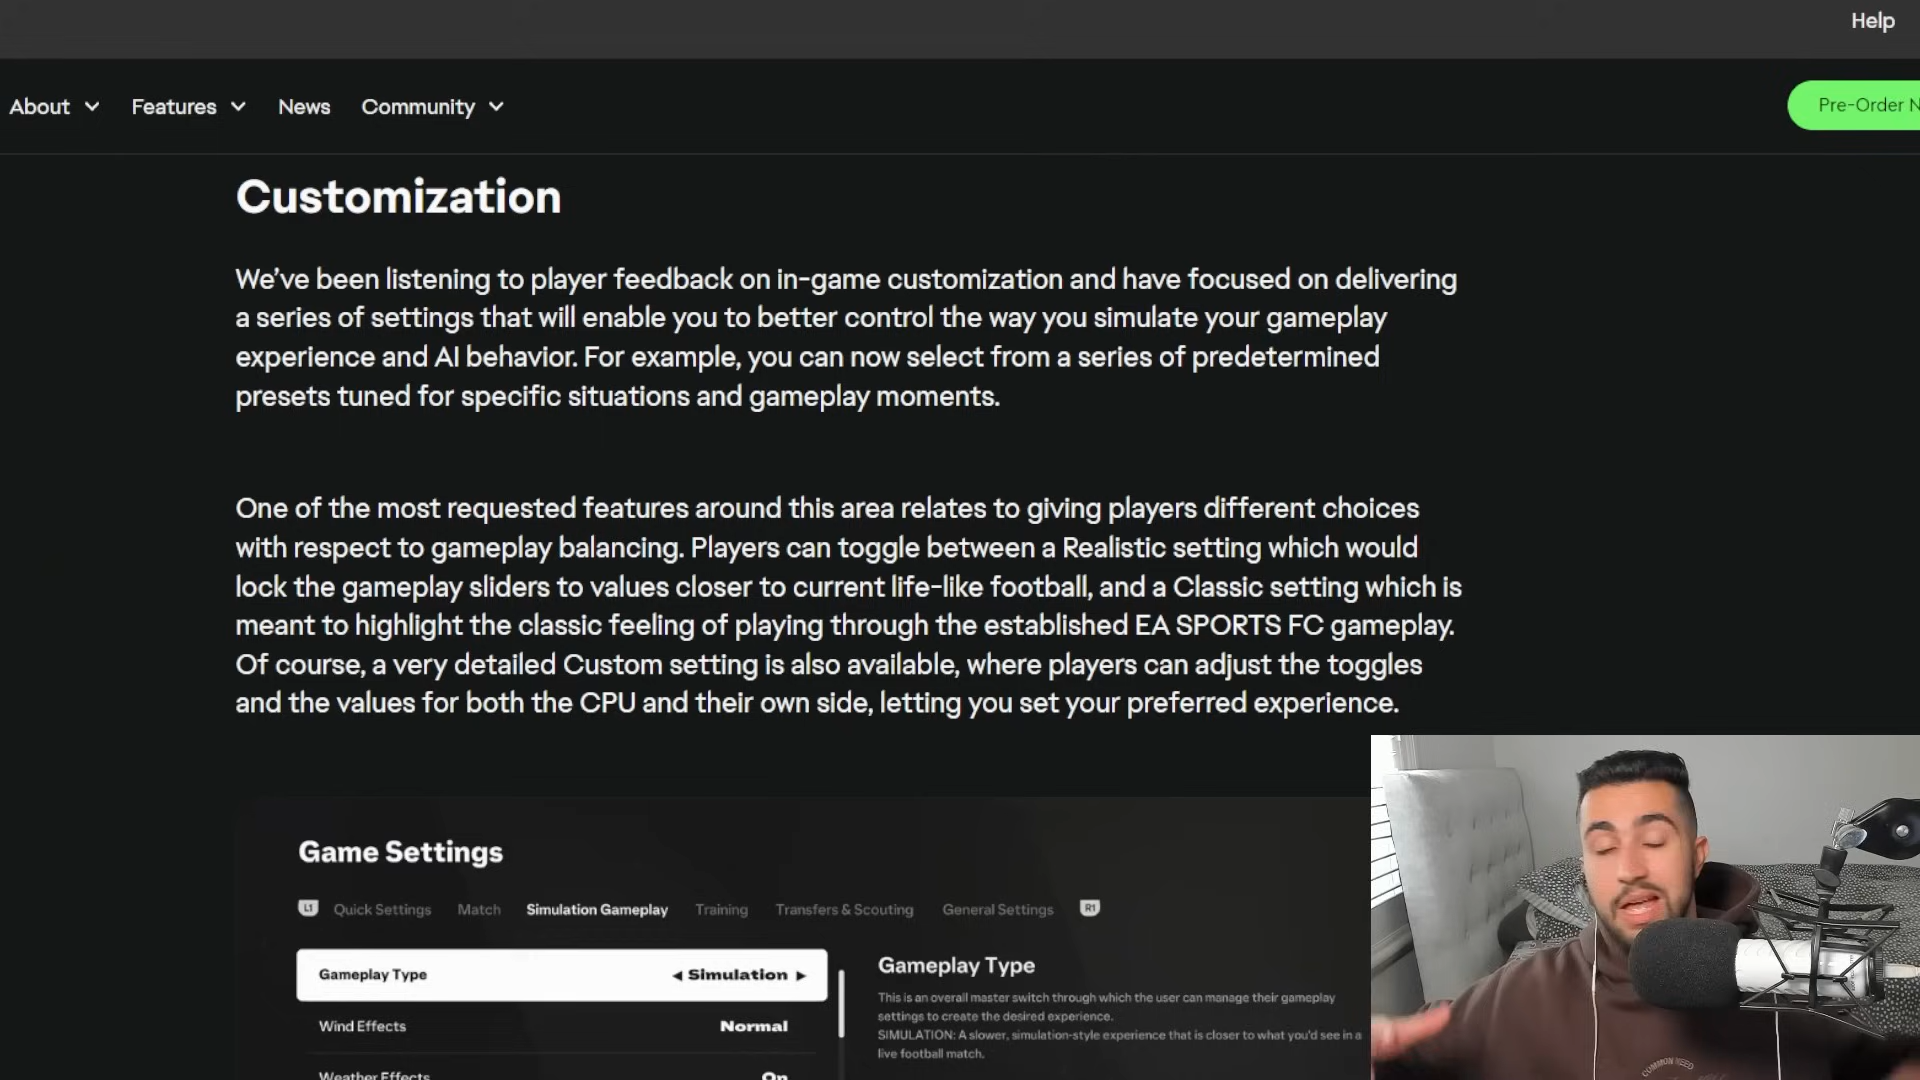 Help
About
Features
News
Community
Pre-Order
Customization
We've been listening to player feedback on in-game customization and have focused on delivering
a series of settings that will enable you to better control the way you simulate your gameplay
experience and AI behavior. For example, you can now select from a series of predetermined
presets tuned for specific situations and gameplay moments.
One of the most requested features around this area relates to giving players different choices
with respect to gameplay balancing. Players can toggle between a Realistic setting which would
lock the gameplay sliders to values closer to current life-like football, and a Classic setting which is
meant to highlight the classic feeling of playing through the established EA SPORTS FC gameplay.
Of course, a very detailed Custom setting is also available, where players can adjust the toggles
and the values for both the CPU and their own side, letting you set your preferred experience.
Game Settings
L1 Quick Settings Match Simulation Gameplay Training Transfers & Scouting General Settings R1
Gameplay Type Simulation
Wind Effects Normal
Weather Effects On
Gameplay Type
This is an overall master switch through which the user can manage their gameplay
settings to create the desired experience.
SIMULATION: A slower, simulation-style experience that is closer to what you'd see in a
live football match.
COMMON NEED